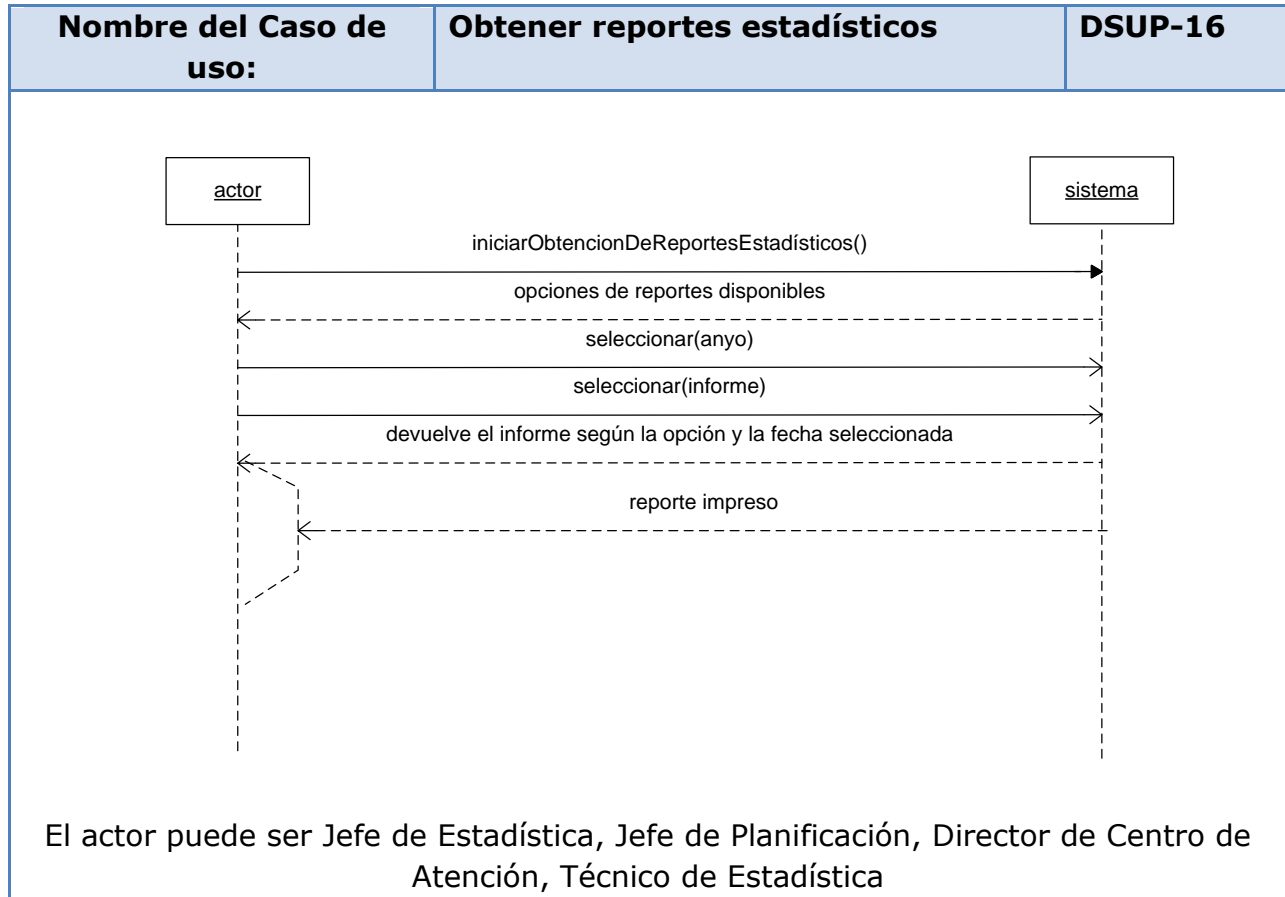 Nombre del Caso de
uso:
Obtener reportes estadísticos
DSUP-16
actor
sistema
iniciarObtencionDeReportesEstadísticos()
opciones de reportes disponibles
seleccionar(anyo)
seleccionar(informe)
devuelve el informe según la opción y la fecha seleccionada
reporte impreso
El actor puede ser Jefe de Estadística, Jefe de Planificación, Director de Centro de
Atención, Técnico de Estadística